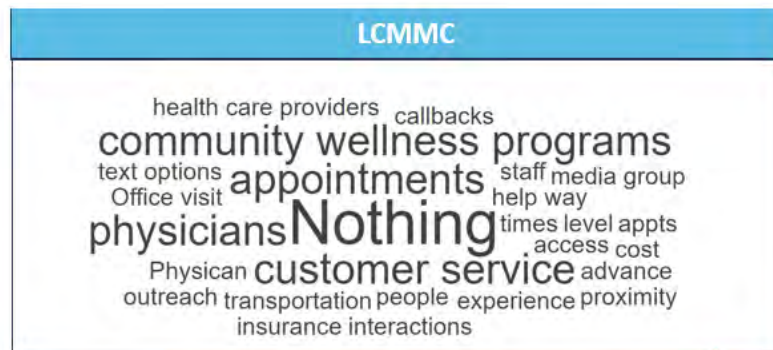 LCMMC
health care providers callbacks
community wellness programs
text options appointments staff media group
Office visit help way
physicians Nothing times level appts
access cost
Physican customer service advance
outreach transportation people experience proximity
insurance interactions